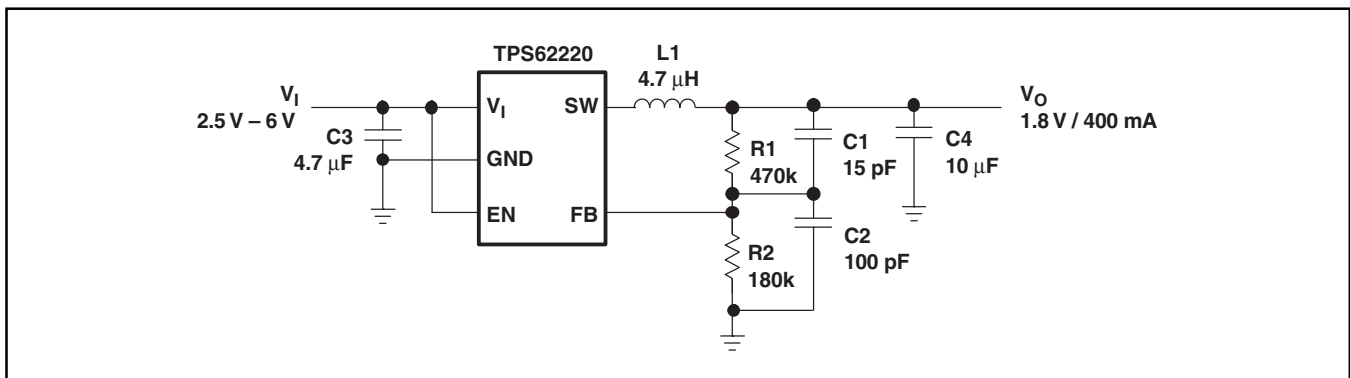 TPS62220
L1
4.7 μH
V_I
2.5 V – 6 V
C3
4.7 μF
V_I
SW
GND
EN
FB
R1
470k
C1
15 pF
C4
10 μF
V_O
1.8 V / 400 mA
R2
180k
C2
100 pF